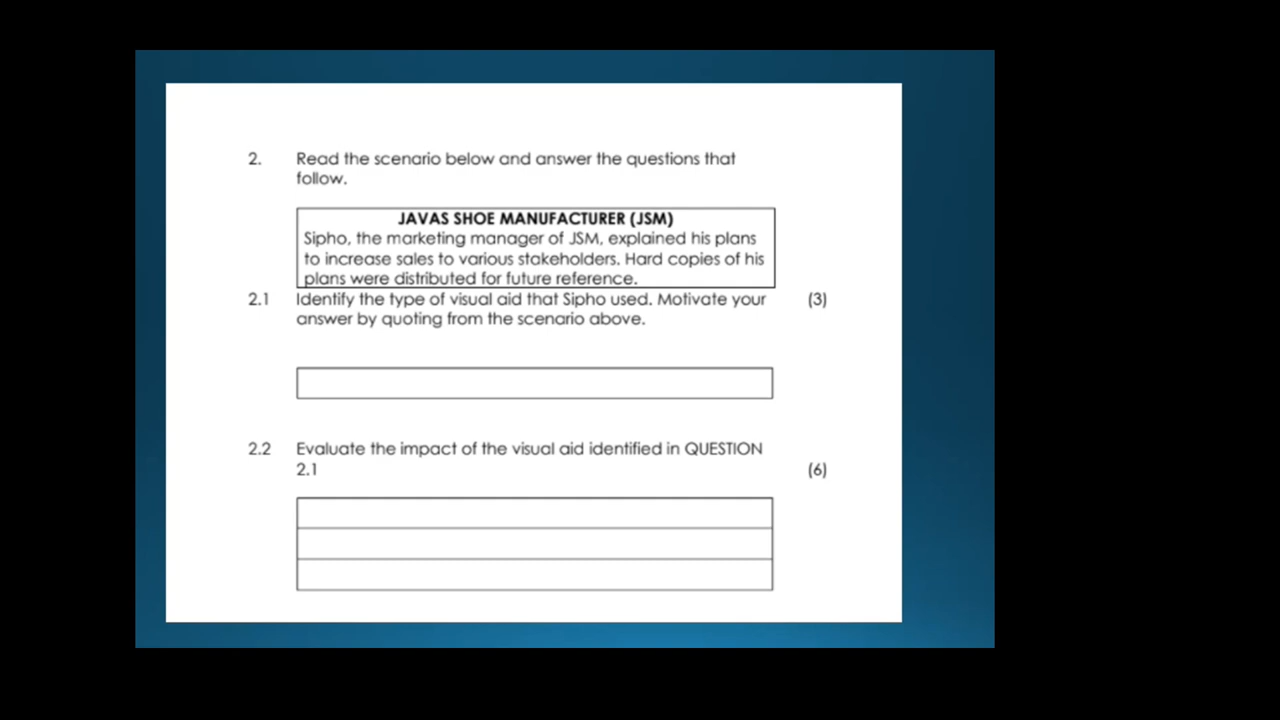 2. Read the scenario below and answer the questions that
follow.
JAVAS SHOE MANUFACTURER (JSM)
Sipho, the marketing manager of JSM, explained his plans
to increase sales to various stakeholders. Hard copies of his
plans were distributed for future reference.
2.1 Identify the type of visual aid that Sipho used. Motivate your (3)
answer by quoting from the scenario above.
2.2 Evaluate the impact of the visual aid identified in QUESTION
2.1 (6)